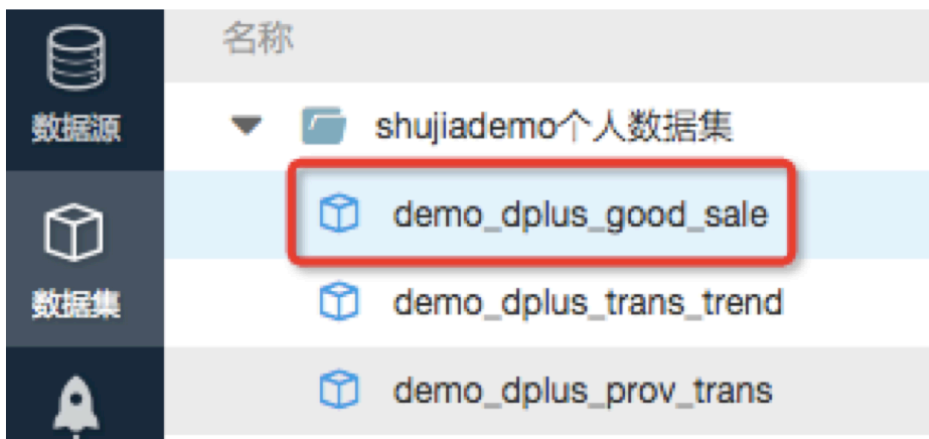 名称
数据源
shujiademo个人数据集
demo_dplus_good_sale
数据集
demo_dplus_trans_trend
demo_dplus_prov_trans